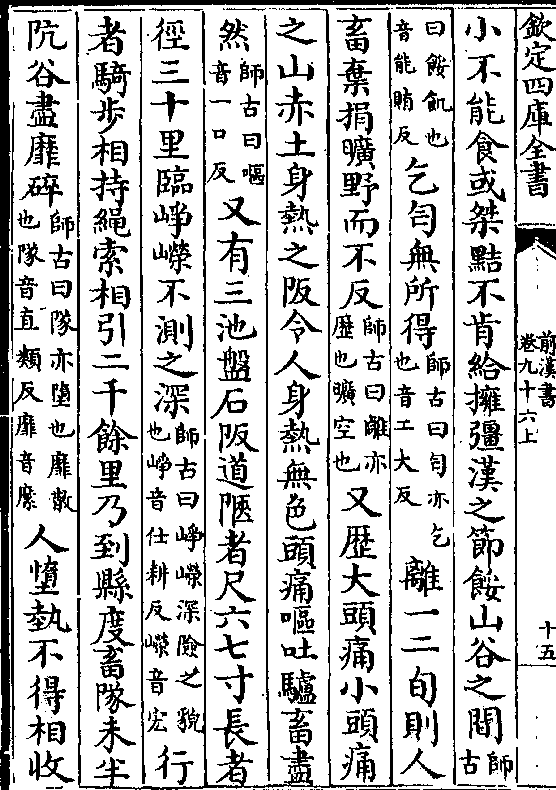 欽定四庫全書
前漢書
卷九十六上
十五
小不能食或桀黠不肯給擁彊漢之節餒山谷之間師古
曰餒飢也音能賄反乞匄無所得師古曰匄亦乞也音工大反離一二旬則人
畜棄捐曠野而不反師古曰離亦歴也曠空也又歴大頭痛小頭痛
之山赤土身熱之阪令人身熱無色頭痛嘔吐驢畜盡
然師古曰嘔音一口反又有三池盤石阪道陿者尺六七寸長者
徑三十里臨崢嶸不測之深師古曰崢嶸深險之貌也崢音仕耕反嶸音宏行
者騎步相持繩索相引二千餘里乃到縣度畜隊未半
阬谷盡靡碎師古曰隊亦墮也靡散也隊音直類反靡音縻人墮埶不得相收